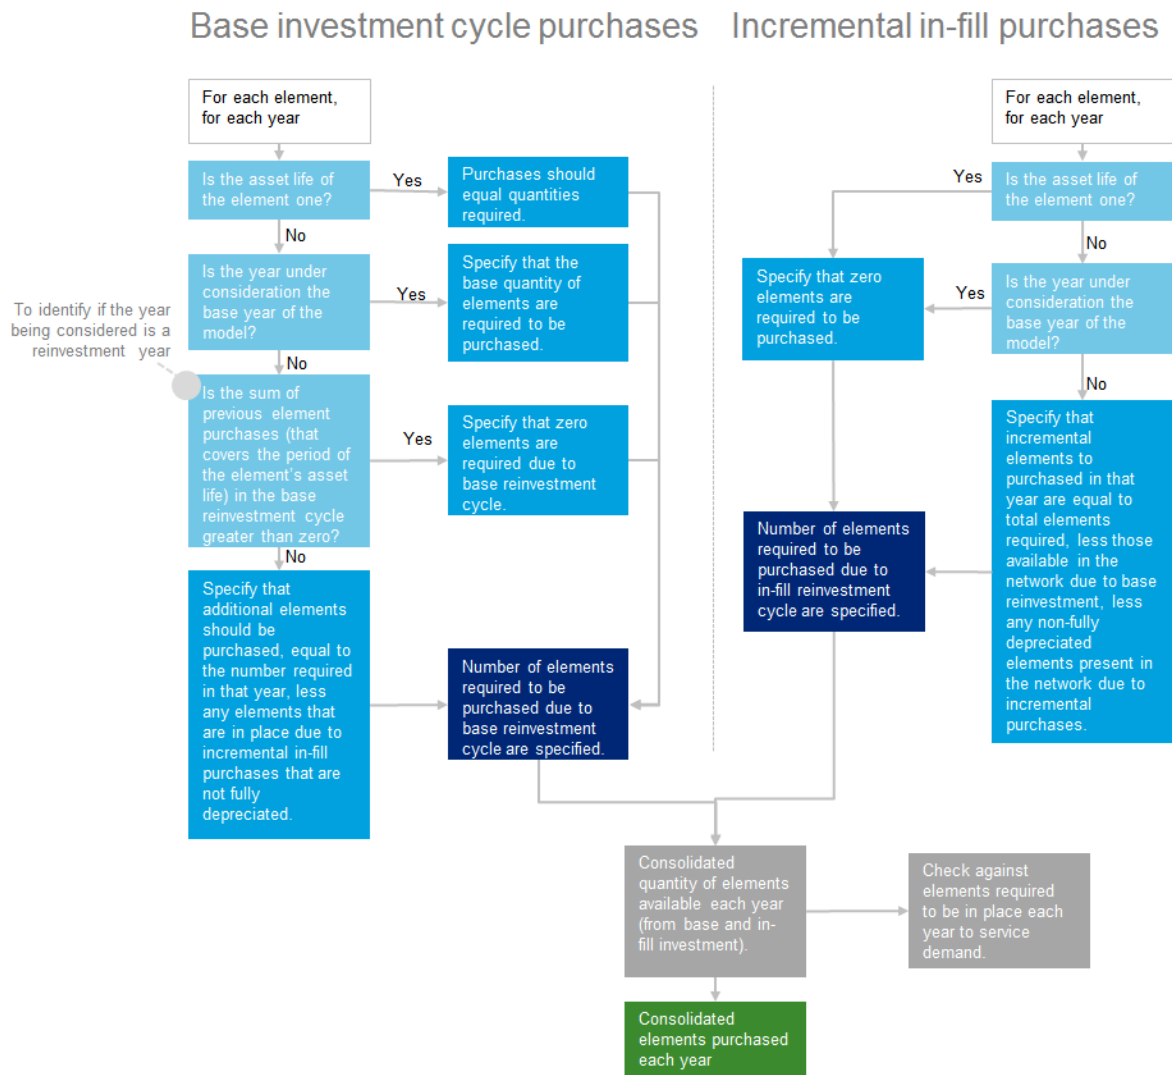 Base investment cycle purchases
Incremental in-fill purchases
For each element,
for each year
Is the asset life of
the element one?
Yes
Purchases should
equal quantities
required.
No
Is the year under
consideration the
base year of the
model?
Yes
Specify that the
base quantity of
elements are
required to be
purchased.
To identify if the year
being considered is a
reinvestment year
No
Is the sum of
previous element
purchases (that
covers the period of
the element's asset
life) in the base
reinvestment cycle
greater than zero?
Yes
Specify that zero
elements are
required due to
base reinvestment
cycle.
No
Specify that
additional elements
should be
purchased, equal to
the number required
in that year, less
any elements that
are in place due to
incremental in-fill
purchases that are
not fully
depreciated.
Number of elements
required to be
purchased due to
base reinvestment
cycle are specified.
For each element,
for each year
Yes
Is the asset life of
the element one?
No
Specify that zero
elements are
required to be
purchased.
Yes
Is the year under
consideration the
base year of the
model?
No
Specify that
incremental
elements to
purchased in that
year are equal to
total elements
required, less those
available in the
network due to base
reinvestment, less
any non-fully
depreciated
elements present in
the network due to
incremental
purchases.
Number of elements
required to be
purchased due to
in-fill reinvestment
cycle are specified.
Consolidated
quantity of elements
available each year
(from base and in-
fill investment).
Check against
elements required
to be in place each
year to service
demand.
Consolidated
elements purchased
each year